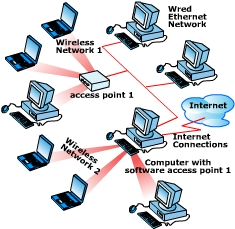 Wred
Ethernet
Network
Wireless
Network 1
access point 1
Internet
Internet
Connections
Wireless
Network 2
Computer with
software access point 1